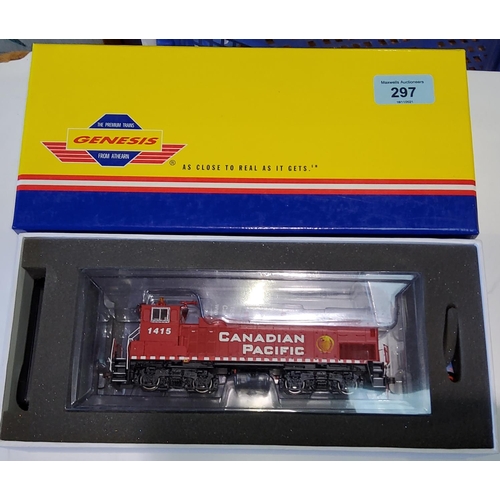 Maxwells Auctioneers
297
THE PREMIUM TRAINS
GENESIS
FROM ATHEARN
®
AS CLOSE TO REAL AS IT GETS.™
1415
CANADIAN
PACIFIC